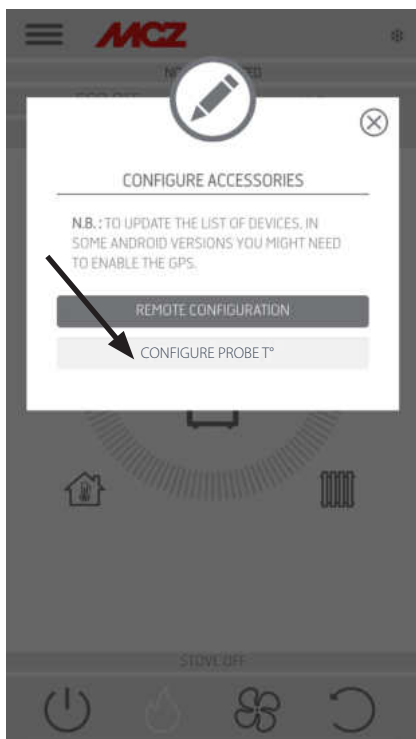 MCZ
CONFIGURE ACCESSORIES
N.B. : TO UPDATE THE LIST OF DEVICES, IN
SOME ANDROID VERSIONS YOU MIGHT NEED
TO ENABLE THE GPS.
REMOTE CONFIGURATION
CONFIGURE PROBE T°
STOVE OFF